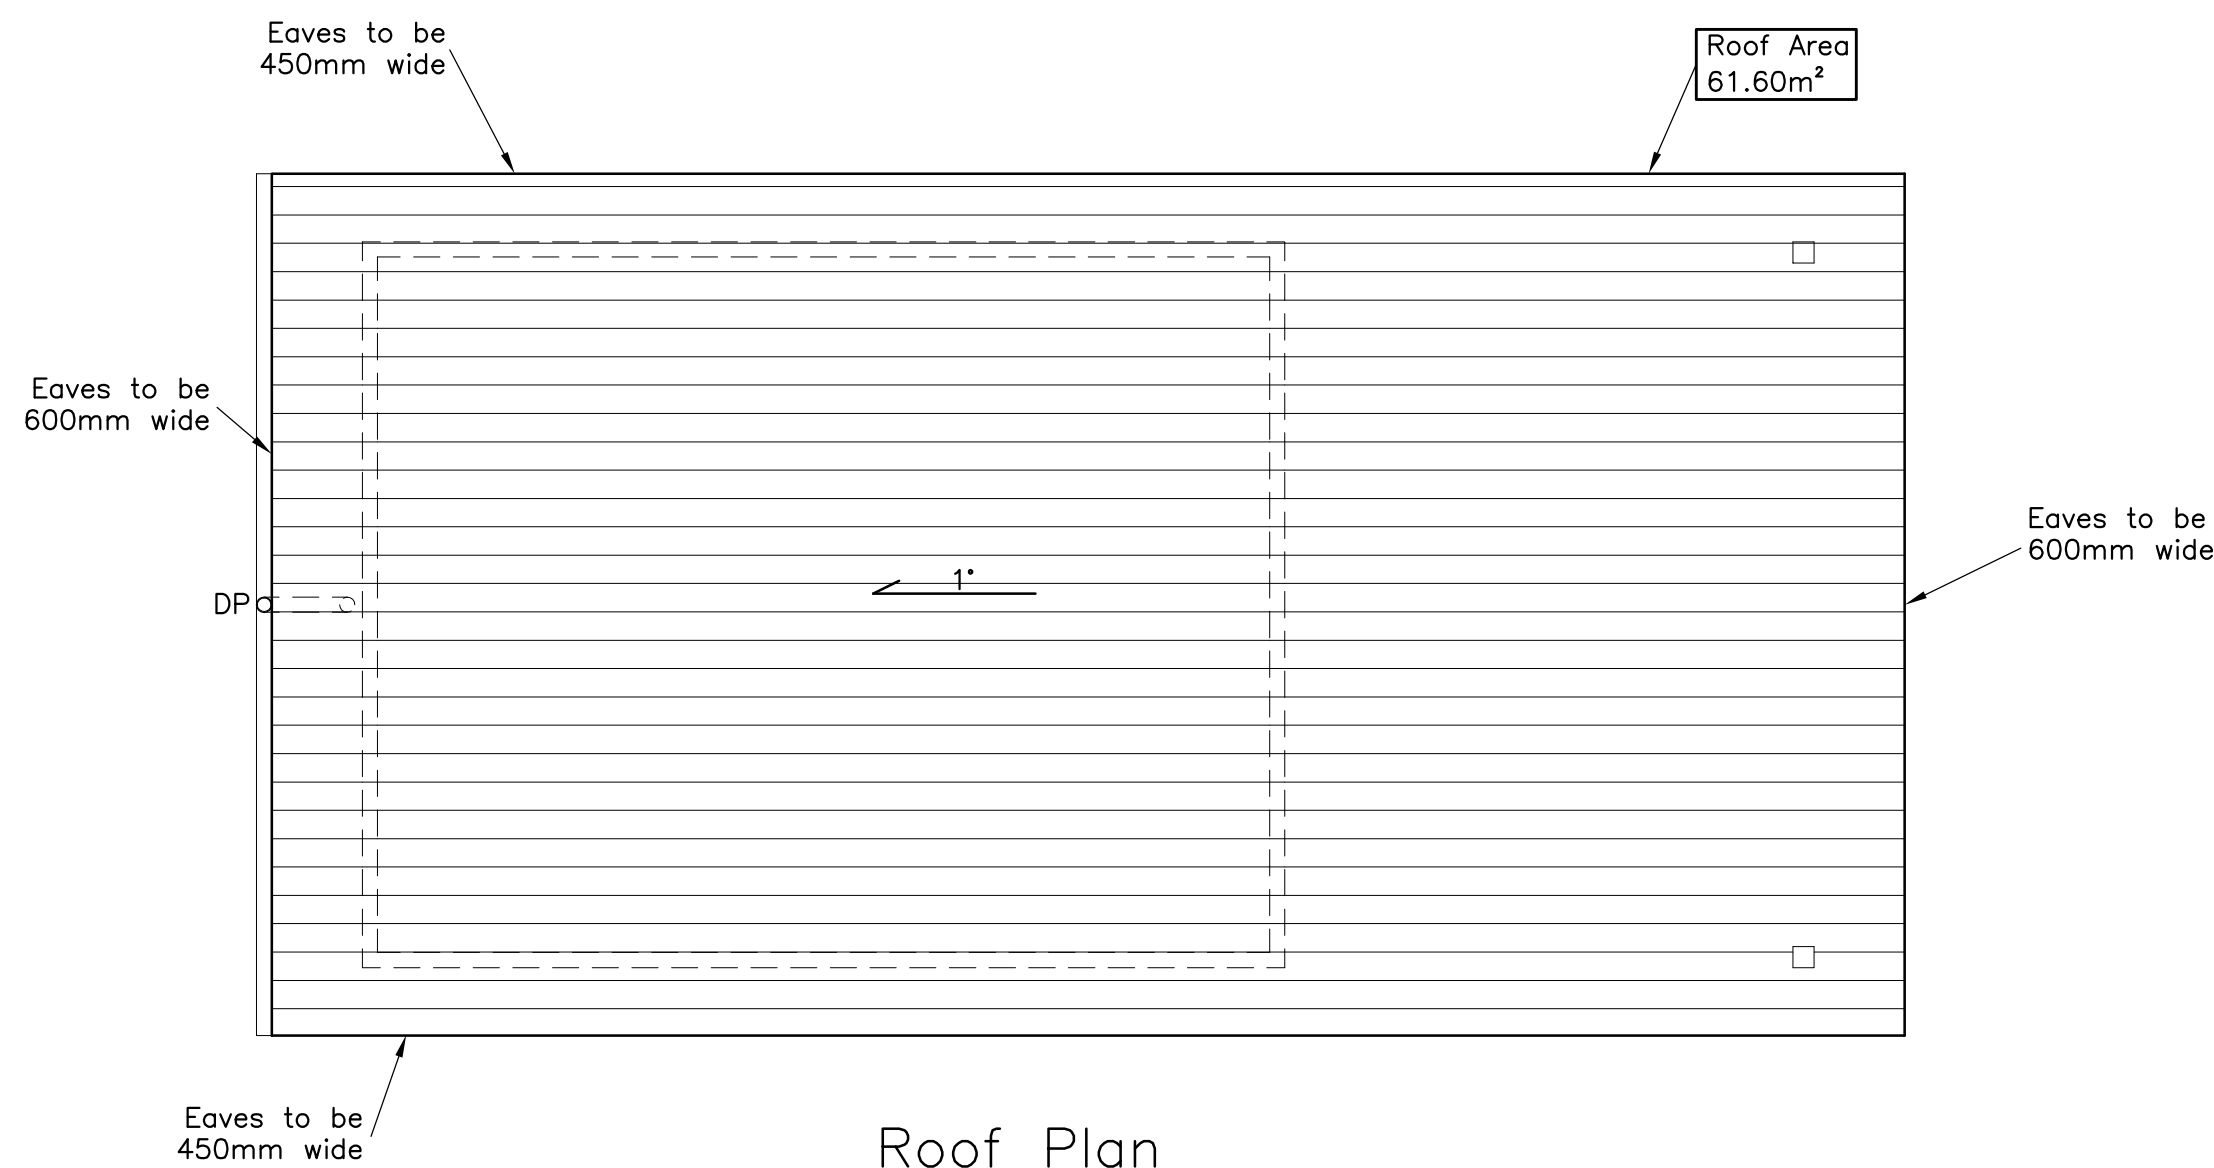 Eaves to be
450mm wide
Roof Area
61.60m²
Eaves to be
600mm wide
Eaves to be
600mm wide
1°
DP
Eaves to be
450mm wide
Roof Plan